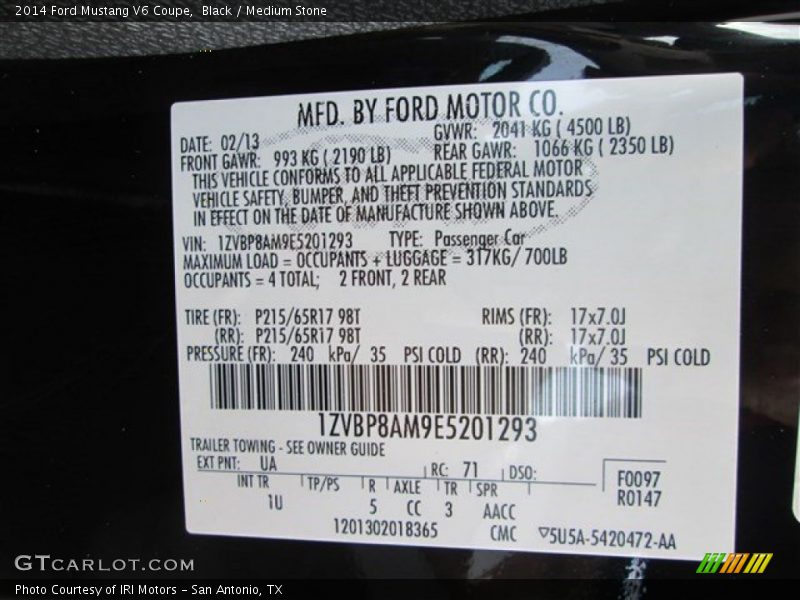 2014 Ford Mustang V6 Coupe,  Black / Medium Stone
MFD. BY FORD MOTOR CO.
DATE: 02/13 GVWR: 2041 KG ( 4500 LB)
FRONT GAWR: 993 KG ( 2190 LB) REAR GAWR: 1066 KG ( 2350 LB)
THIS VEHICLE CONFORMS TO ALL APPLICABLE FEDERAL MOTOR
VEHICLE SAFETY, BUMPER, AND THEFT PREVENTION STANDARDS
IN EFFECT ON THE DATE OF MANUFACTURE SHOWN ABOVE.
VIN: 1ZVBP8AM9E5201293 TYPE: Passenger Car
MAXIMUM LOAD = OCCUPANTS + LUGGAGE = 317KG/ 700LB
OCCUPANTS = 4 TOTAL; 2 FRONT, 2 REAR
TIRE (FR): P215/65R17 98T RIMS (FR): 17x7.0J
(RR): P215/65R17 98T (RR): 17x7.0J
PRESSURE (FR): 240 kPa/ 35 PSI COLD (RR): 240 kPa/ 35 PSI COLD
1ZVBP8AM9E5201293
TRAILER TOWING - SEE OWNER GUIDE
EXT PNT: UA RC: 71 DSO: F0097
INT TR TP/PS R AXLE TR SPR R0147
1U 5 CC 3 AACC
1201302018365 CMC ▽5U5A-5420472-AA
GTCARLOT.COM
Photo Courtesy of IRI Motors – San Antonio, TX